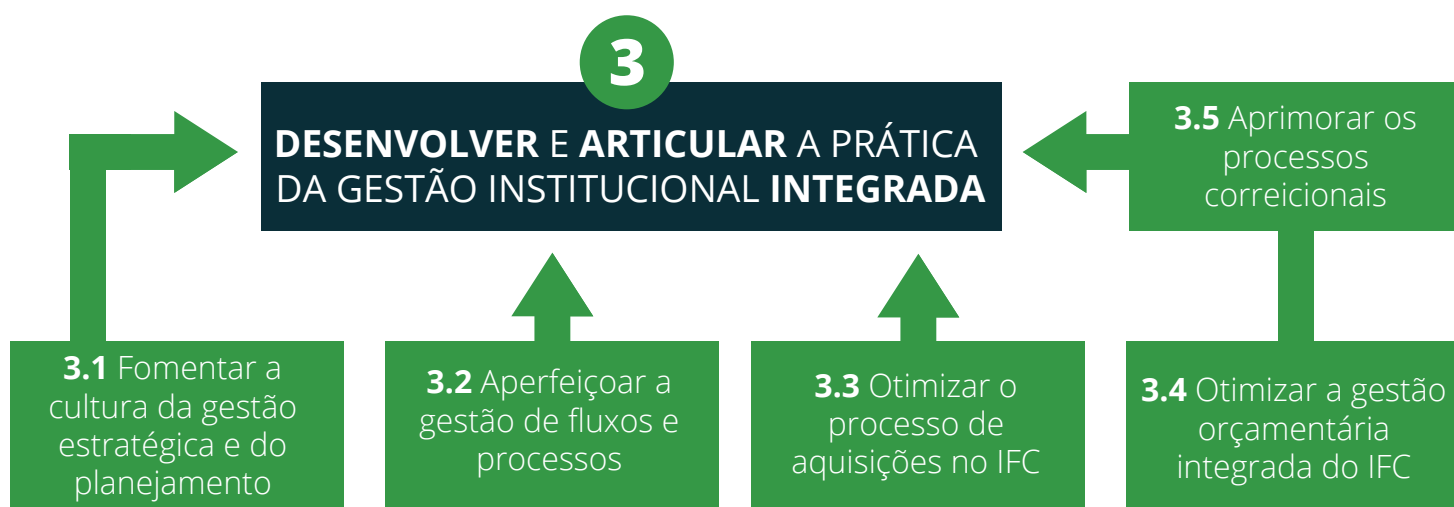 3
DESENVOLVER E ARTICULAR A PRÁTICA
DA GESTÃO INSTITUCIONAL INTEGRADA
3.1 Fomentar a
cultura da gestão
estratégica e do
planejamento
3.2 Aperfeiçoar a
gestão de fluxos e
processos
3.3 Otimizar o
processo de
aquisições no IFC
3.4 Otimizar a gestão
orçamentária
integrada do IFC
3.5 Aprimorar os
processos
correicionais